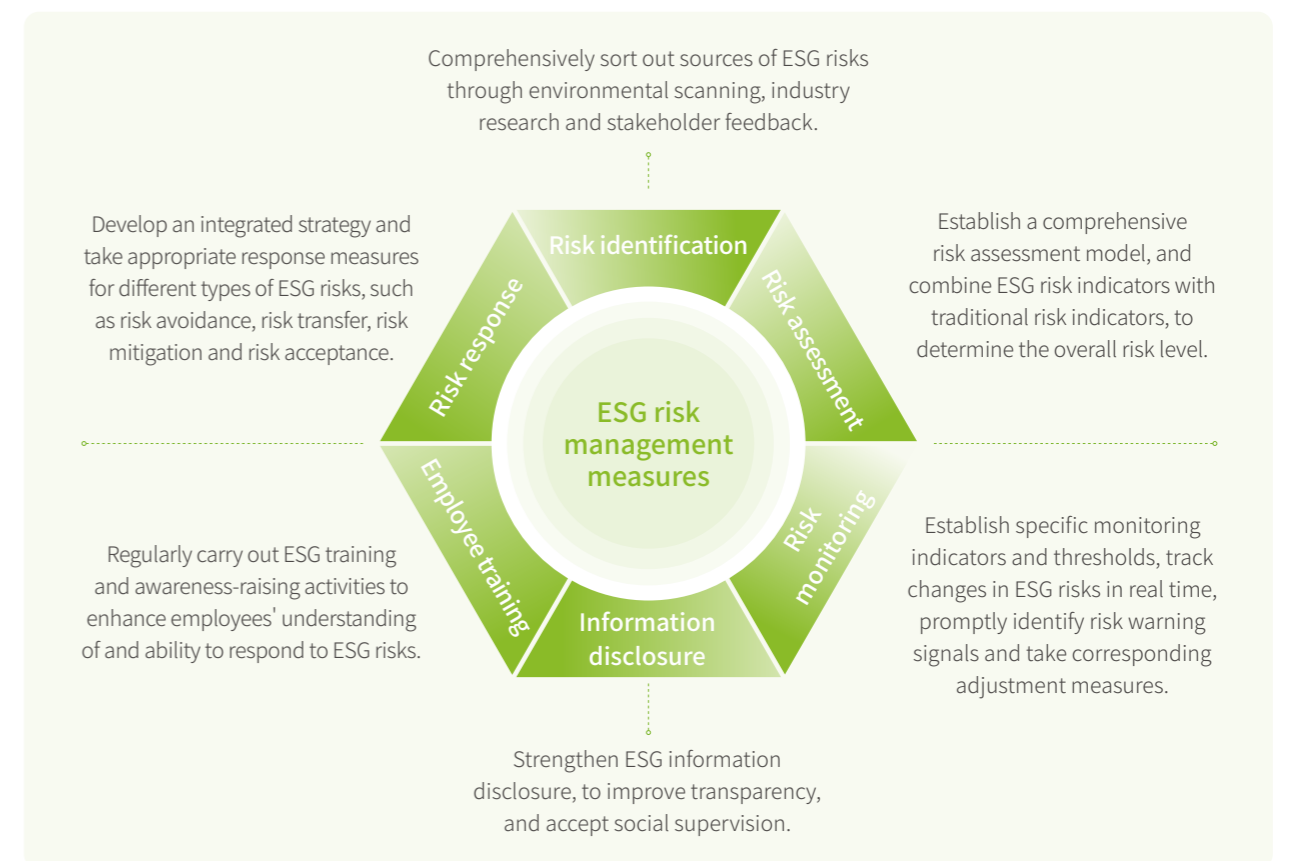 Comprehensively sort out sources of ESG risks
through environmental scanning, industry
research and stakeholder feedback.
Risk identification
Develop an integrated strategy and
take appropriate response measures
for different types of ESG risks, such
as risk avoidance, risk transfer, risk
mitigation and risk acceptance.
Risk response
Risk assessment
Establish a comprehensive
risk assessment model, and
combine ESG risk indicators with
traditional risk indicators, to
determine the overall risk level.
ESG risk
management
measures
Regularly carry out ESG training
and awareness-raising activities to
enhance employees' understanding
of and ability to respond to ESG risks.
Employee training
Risk
monitoring
Establish specific monitoring
indicators and thresholds, track
changes in ESG risks in real time,
promptly identify risk warning
signals and take corresponding
adjustment measures.
Information
disclosure
Strengthen ESG information
disclosure, to improve transparency,
and accept social supervision.